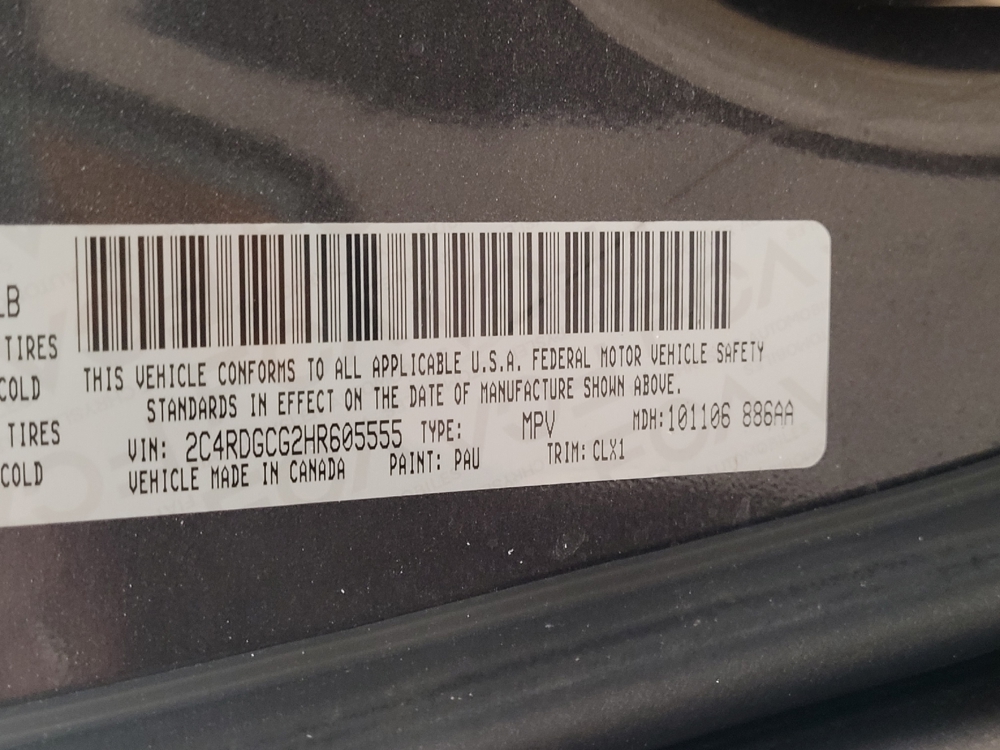 LB
TIRES
COLD
TIRES
COLD
THIS VEHICLE CONFORMS TO ALL APPLICABLE U.S.A. FEDERAL MOTOR VEHICLE SAFETY
STANDARDS IN EFFECT ON THE DATE OF MANUFACTURE SHOWN ABOVE.
VIN: 2C4RDGCG2HR605555 TYPE: MPV MDH:101106 886AA
VEHICLE MADE IN CANADA PAINT: PAU TRIM: CLX1